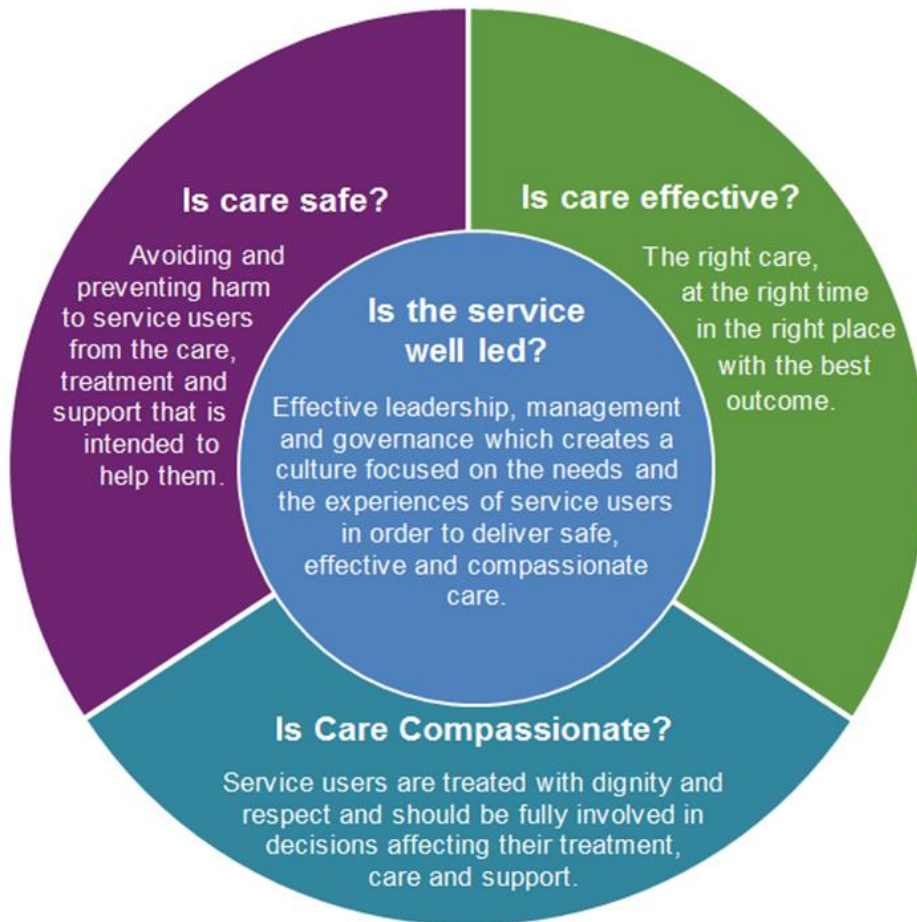 Is care safe?
Avoiding and
preventing harm
to service users
from the care,
treatment and
support that is
intended to
help them.
Is care effective?
The right care,
at the right time
in the right place
with the best
outcome.
Is the service
well led?
Effective leadership, management
and governance which creates a
culture focused on the needs and
the experiences of service users
in order to deliver safe,
effective and compassionate
care.
Is Care Compassionate?
Service users are treated with dignity and
respect and should be fully involved in
decisions affecting their treatment,
care and support.